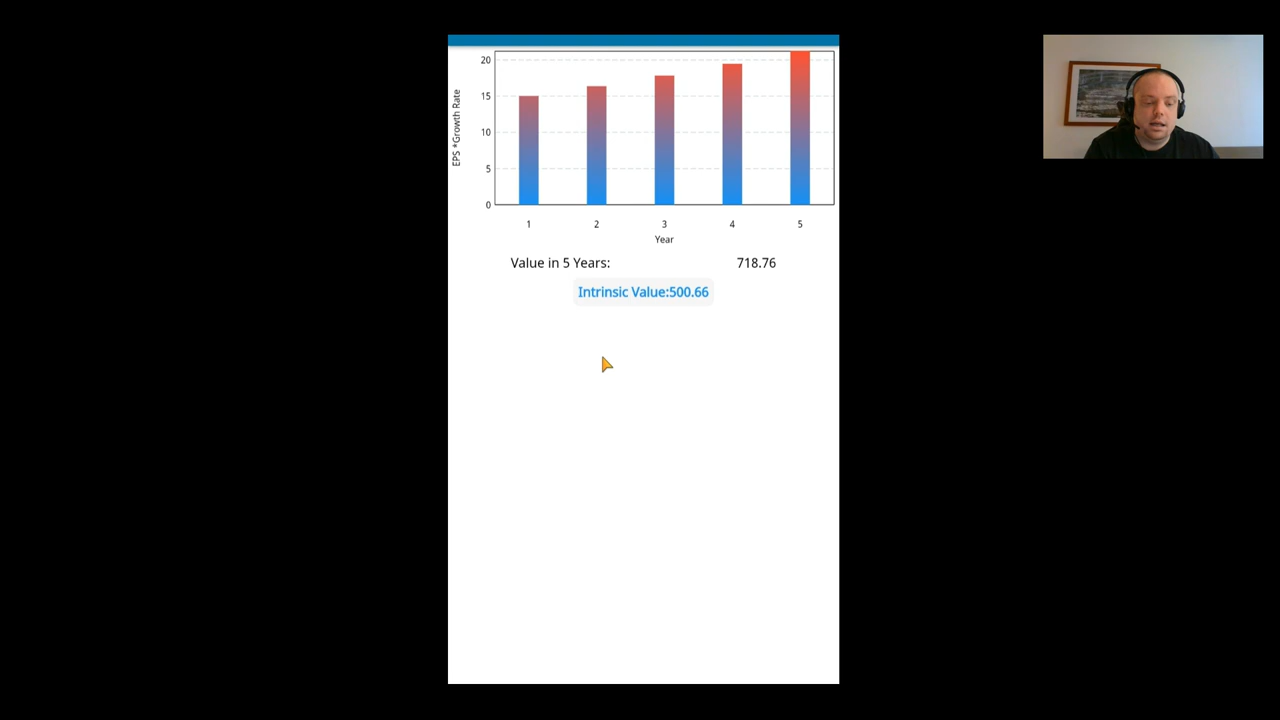 20
15
10
5
0
EPS *Growth Rate
1 2 3 4 5
Year
Value in 5 Years: 718.76
Intrinsic Value:500.66